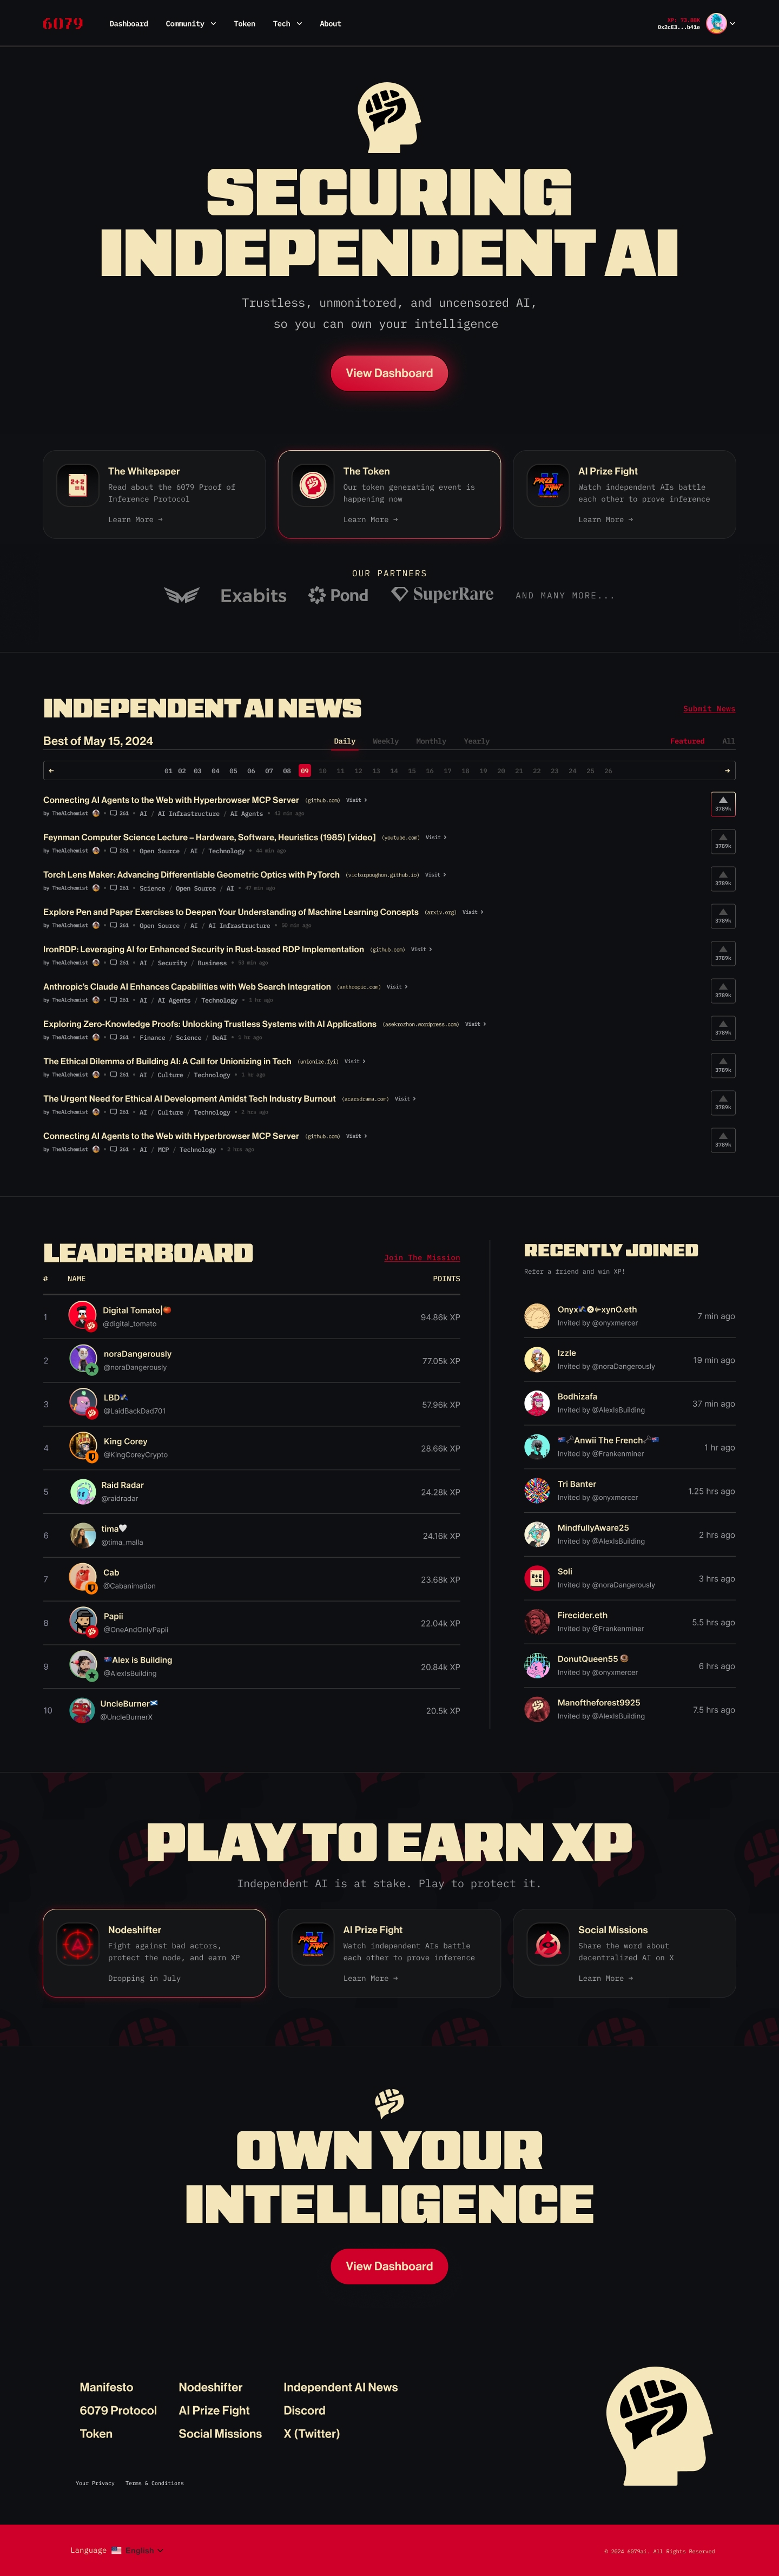 6079
Dashboard Community Token Tech About
0x2cE3...b41e
SECURING
INDEPENDENT AI
Trustless, unmonitored, and uncensored AI,
so you can own your intelligence
View Dashboard
The Whitepaper
Read about the 6079 Proof of
Inference Protocol
Learn More →
The Token
Our token generating event is
happening now
Learn More →
AI Prize Fight
Watch independent AIs battle
each other to prove inference
Learn More →
OUR PARTNERS
Exabits Pond SuperRare AND MANY MORE...
INDEPENDENT AI NEWS
Submit News
Best of May 15, 2024
Daily Weekly Monthly Yearly
Featured All
← 01 02 03 04 05 06 07 08 09 10 11 12 13 14 15 16 17 18 19 20 21 22 23 24 25 26 →
Connecting AI Agents to the Web with Hyperbrowser MCP Server (github.com) Visit >
by TheAlchemist • 261 • AI / AI Infrastructure / AI Agents • 43 min ago
3789%
Feynman Computer Science Lecture – Hardware, Software, Heuristics (1985) [video] (youtube.com) Visit >
by TheAlchemist • 261 • Open Source / AI / Technology • 44 min ago
3789%
Torch Lens Maker: Advancing Differentiable Geometric Optics with PyTorch (victorpoughon.github.io) Visit >
by TheAlchemist • 261 • Science / Open Source / AI • 47 min ago
3789%
Explore Pen and Paper Exercises to Deepen Your Understanding of Machine Learning Concepts (arxiv.org) Visit >
by TheAlchemist • 261 • Open Source / AI / AI Infrastructure • 50 min ago
3789%
IronRDP: Leveraging AI for Enhanced Security in Rust-based RDP Implementation (github.com) Visit >
by TheAlchemist • 261 • AI / Security / Business • 55 min ago
3789%
Anthropic's Claude AI Enhances Capabilities with Web Search Integration (anthropic.com) Visit >
by TheAlchemist • 261 • AI / AI Agents / Technology • 1 hr ago
3789%
Exploring Zero-Knowledge Proofs: Unlocking Trustless Systems with AI Applications (asekrozhon.wordpress.com) Visit >
by TheAlchemist • 261 • Finance / Science / DeAI • 1 hr ago
3789%
The Ethical Dilemma of Building AI: A Call for Unionizing in Tech (unionize.fyi) Visit >
by TheAlchemist • 261 • AI / Culture / Technology • 1 hr ago
3789%
The Urgent Need for Ethical AI Development Amidst Tech Industry Burnout (acarsdrama.com) Visit >
by TheAlchemist • 261 • AI / Culture / Technology • 2 hrs ago
3789%
Connecting AI Agents to the Web with Hyperbrowser MCP Server (github.com) Visit >
by TheAlchemist • 261 • AI / MCP / Technology • 2 hrs ago
3789%
LEADERBOARD
Join The Mission
# NAME POINTS
1 Digital Tomato|🍅
@digital_tomato
94.86k XP
2 noraDangerously
@noraDangerously
77.05k XP
3 LBD
@LaidBackDad701
57.96k XP
4 King Corey
@KingCoreyCrypto
28.66k XP
5 Raid Radar
@raidradar
24.28k XP
6 tima🤍
@tima_malla
24.16k XP
7 Cab
@Cabanimation
23.68k XP
8 Papii
@OneAndOnlyPapii
22.04k XP
9 Alex is Building
@AlexIsBuilding
20.84k XP
10 UncleBurner
@UncleBurnerX
20.5k XP
RECENTLY JOINED
Refer a friend and win XP!
Onyx xynO.eth
Invited by @onyxmercer
7 min ago
Izzle
Invited by @noraDangerously
19 min ago
Bodhizafa
Invited by @AlexIsBuilding
37 min ago
Anwii The French
Invited by @Frankenminer
1 hr ago
Tri Banter
Invited by @onyxmercer
1.25 hrs ago
MindfullyAware25
Invited by @AlexIsBuilding
2 hrs ago
Soli
Invited by @noraDangerously
3 hrs ago
Firecider.eth
Invited by @Frankenminer
5.5 hrs ago
DonutQueen55🍩
Invited by @onyxmercer
6 hrs ago
Manoftheforest9925
Invited by @AlexIsBuilding
7.5 hrs ago
PLAY TO EARN XP
Independent AI is at stake. Play to protect it.
Nodeshifter
Fight against bad actors,
protect the node, and earn XP
Dropping in July
AI Prize Fight
Watch independent AIs battle
each other to prove inference
Learn More →
Social Missions
Share the word about
decentralized AI on X
Learn More →
OWN YOUR
INTELLIGENCE
View Dashboard
Manifesto Nodeshifter Independent AI News
6079 Protocol AI Prize Fight Discord
Token Social Missions X (Twitter)
Your Privacy Terms & Conditions
Language English
© 2024 6079ai. All Rights Reserved